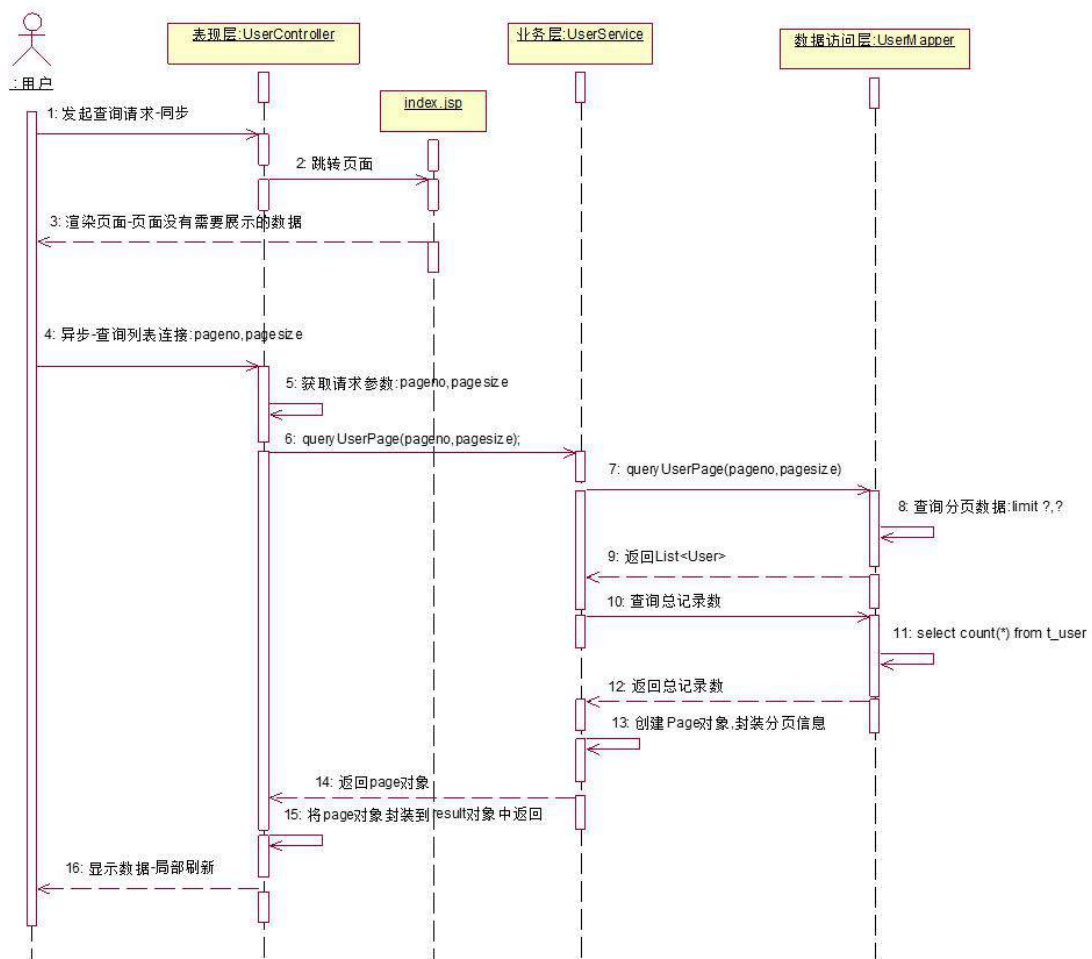 表现层:UserController
业务层:UserService
数据访问层:UserMapper
:用户
index.jsp
1: 发起查询请求-同步
2: 跳转页面
3: 渲染页面-页面没有需要展示的数据
4: 异步-查询列表连接:pageno,pagesize
5: 获取请求参数:pageno,pagesize
6: queryUserPage(pageno,pagesize);
7: queryUserPage(pageno,pagesize)
8: 查询分页数据:limit ?,?
9: 返回List<User>
10: 查询总记录数
11: select count(*) from t_user
12: 返回总记录数
13: 创建Page对象,封装分页信息
14: 返回page对象
15: 将page对象封装到result对象中返回
16: 显示数据-局部刷新